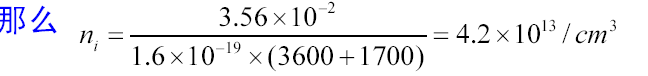 那么 n_i = \frac{3.56×10^{-2}}{1.6×10^{-19}×(3600+1700)} = 4.2×10^{13} / cm^3